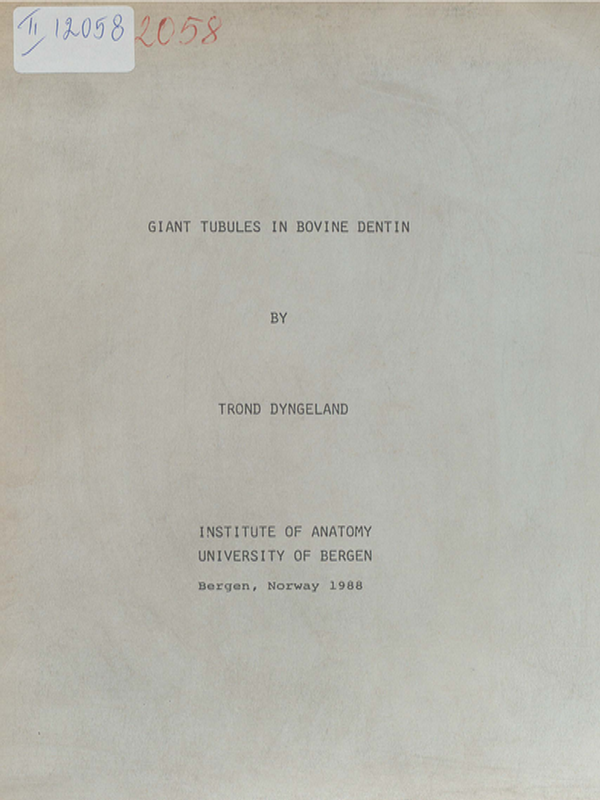 II 12058 2058
GIANT TUBULES IN BOVINE DENTIN
BY
TROND DYNGELAND
INSTITUTE OF ANATOMY
UNIVERSITY OF BERGEN
Bergen, Norway 1988